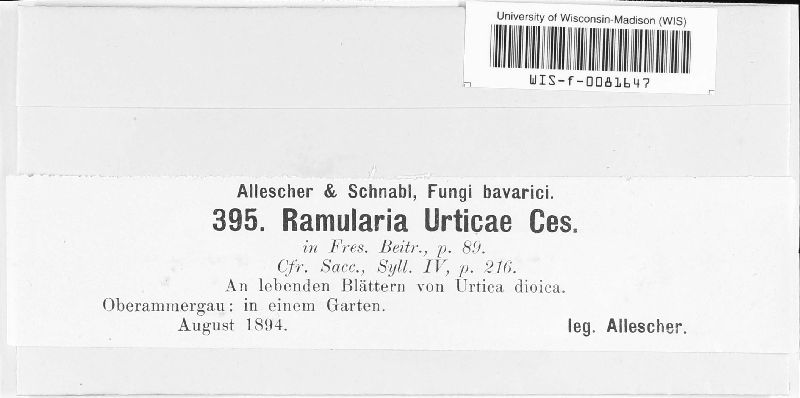 University of Wisconsin-Madison (WIS)
WIS-f-0081647
Allescher & Schnabl, Fungi bavarici.
395. Ramularia Urticae Ces.
in Fres. Beitr., p. 89.
Cfr. Sacc., Syll. IV, p. 216.
An lebenden Blättern von Urtica dioica.
Oberammergau: in einem Garten.
August 1894.
leg. Allescher.